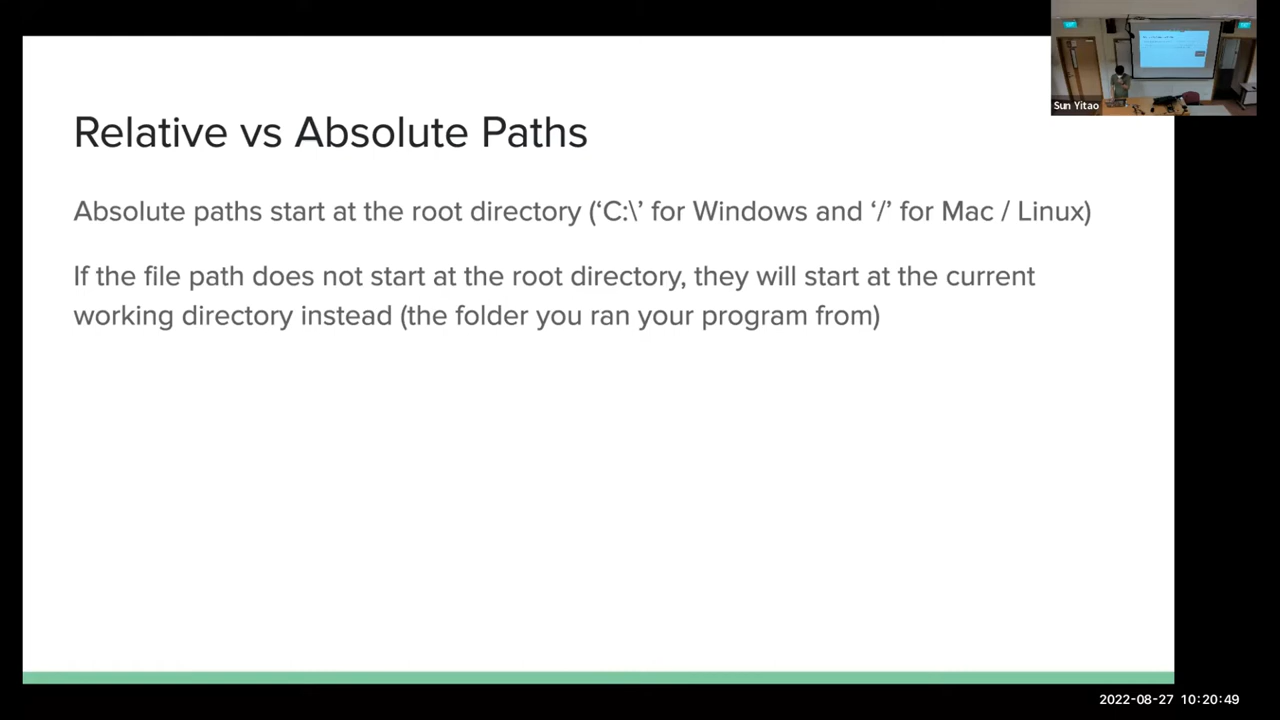 Relative vs Absolute Paths
Absolute paths start at the root directory (‘C:\’ for Windows and ‘/’ for Mac / Linux)
If the file path does not start at the root directory, they will start at the current
working directory instead (the folder you ran your program from)
Sun Yitao
2022-08-27 10:20:49